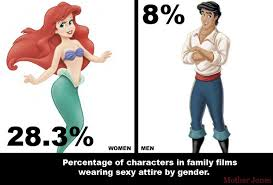 8%
28.3%
WOMEN MEN
Percentage of characters in family films
wearing sexy attire by gender.
Mother Jones